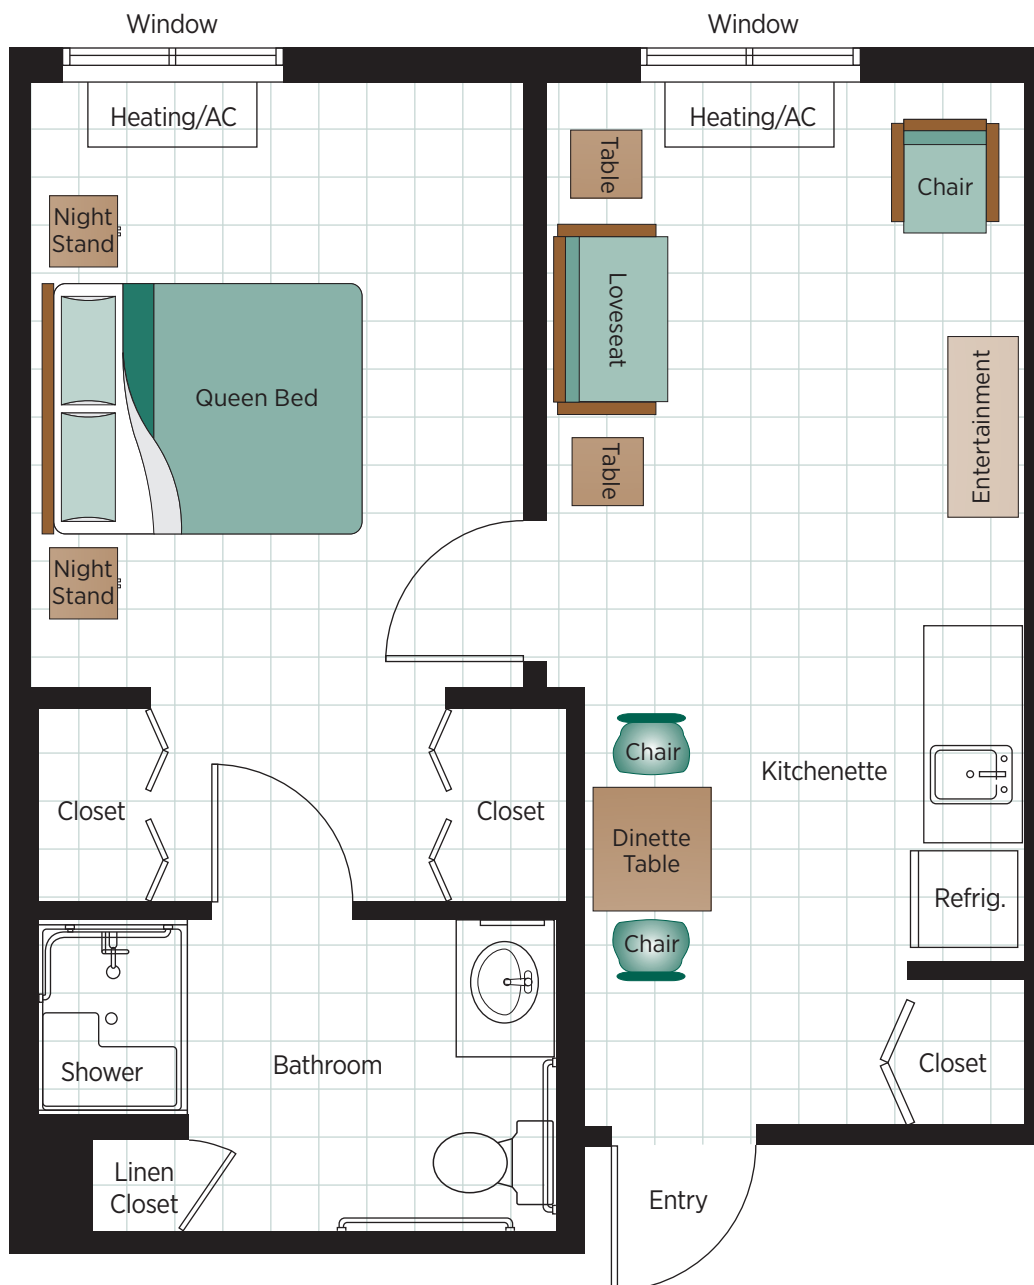 Window
Window
Heating/AC
Heating/AC
Table
Chair
Night
Stand
Loveseat
Queen Bed
Entertainment
Table
Night
Stand
Chair
Kitchenette
Closet
Closet
Dinette
Table
Refrig.
Chair
Shower
Bathroom
Closet
Linen
Closet
Entry